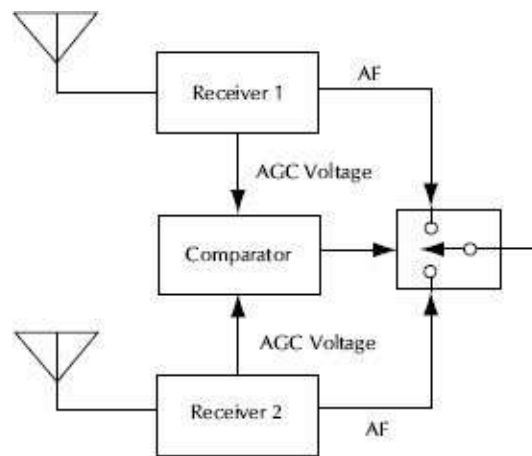 Receiver 1
AF
AGC Voltage
Comparator
AGC Voltage
Receiver 2
AF